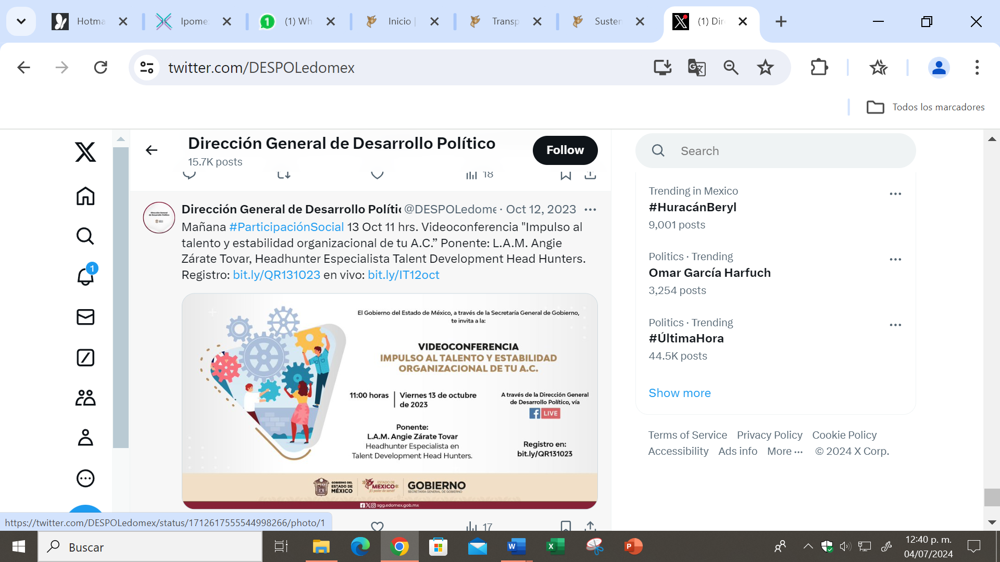 Hotma
Ipome
(1) Wh
Inicio |
Transp
Susten
(1) Dir
twitter.com/DESPOLedomex
Todos los marcadores
Dirección General de Desarrollo Político
15.7K posts
Follow
18
Dirección General de Desarrollo Polític @DESPOLedome · Oct 12, 2023
Mañana #ParticipaciónSocial 13 Oct 11 hrs. Videoconferencia "Impulso al
talento y estabilidad organizacional de tu A.C.” Ponente: L.A.M. Angie
Zárate Tovar, Headhunter Especialista Talent Development Head Hunters.
Registro: bit.ly/QR131023 en vivo: bit.ly/IT12oct
El Gobierno del Estado de México, a través de la Secretaría General de Gobierno,
te invita a la:
VIDEOCONFERENCIA
IMPULSO AL TALENTO Y ESTABILIDAD
ORGANIZACIONAL DE TU A.C.
11:00 horas
Viernes 13 de octubre
de 2023
A través de la Dirección General
de Desarrollo Político, vía
LIVE
Ponente:
L.A.M. Angie Zárate Tovar
Headhunter Especialista en
Talent Development Head Hunters.
Registro en:
bit.ly/QR131023
GOBIERNO DEL
ESTADO DE
MÉXICO
ESTADO DE
MÉXICO
¡El poder de servir!
GOBIERNO
SECRETARÍA GENERAL DE GOBIERNO
sgg.edomex.gob.mx
17
1
Search
Trending in Mexico
#HuracánBeryl
9,001 posts
Politics · Trending
Omar García Harfuch
3,254 posts
Politics · Trending
#ÚltimaHora
44.5K posts
Show more
Terms of Service Privacy Policy Cookie Policy
Accessibility Ads info More ··· © 2024 X Corp.
https://twitter.com/DESPOLedomex/status/1712617555544998266/photo/1
Buscar
12:40 p. m.
04/07/2024